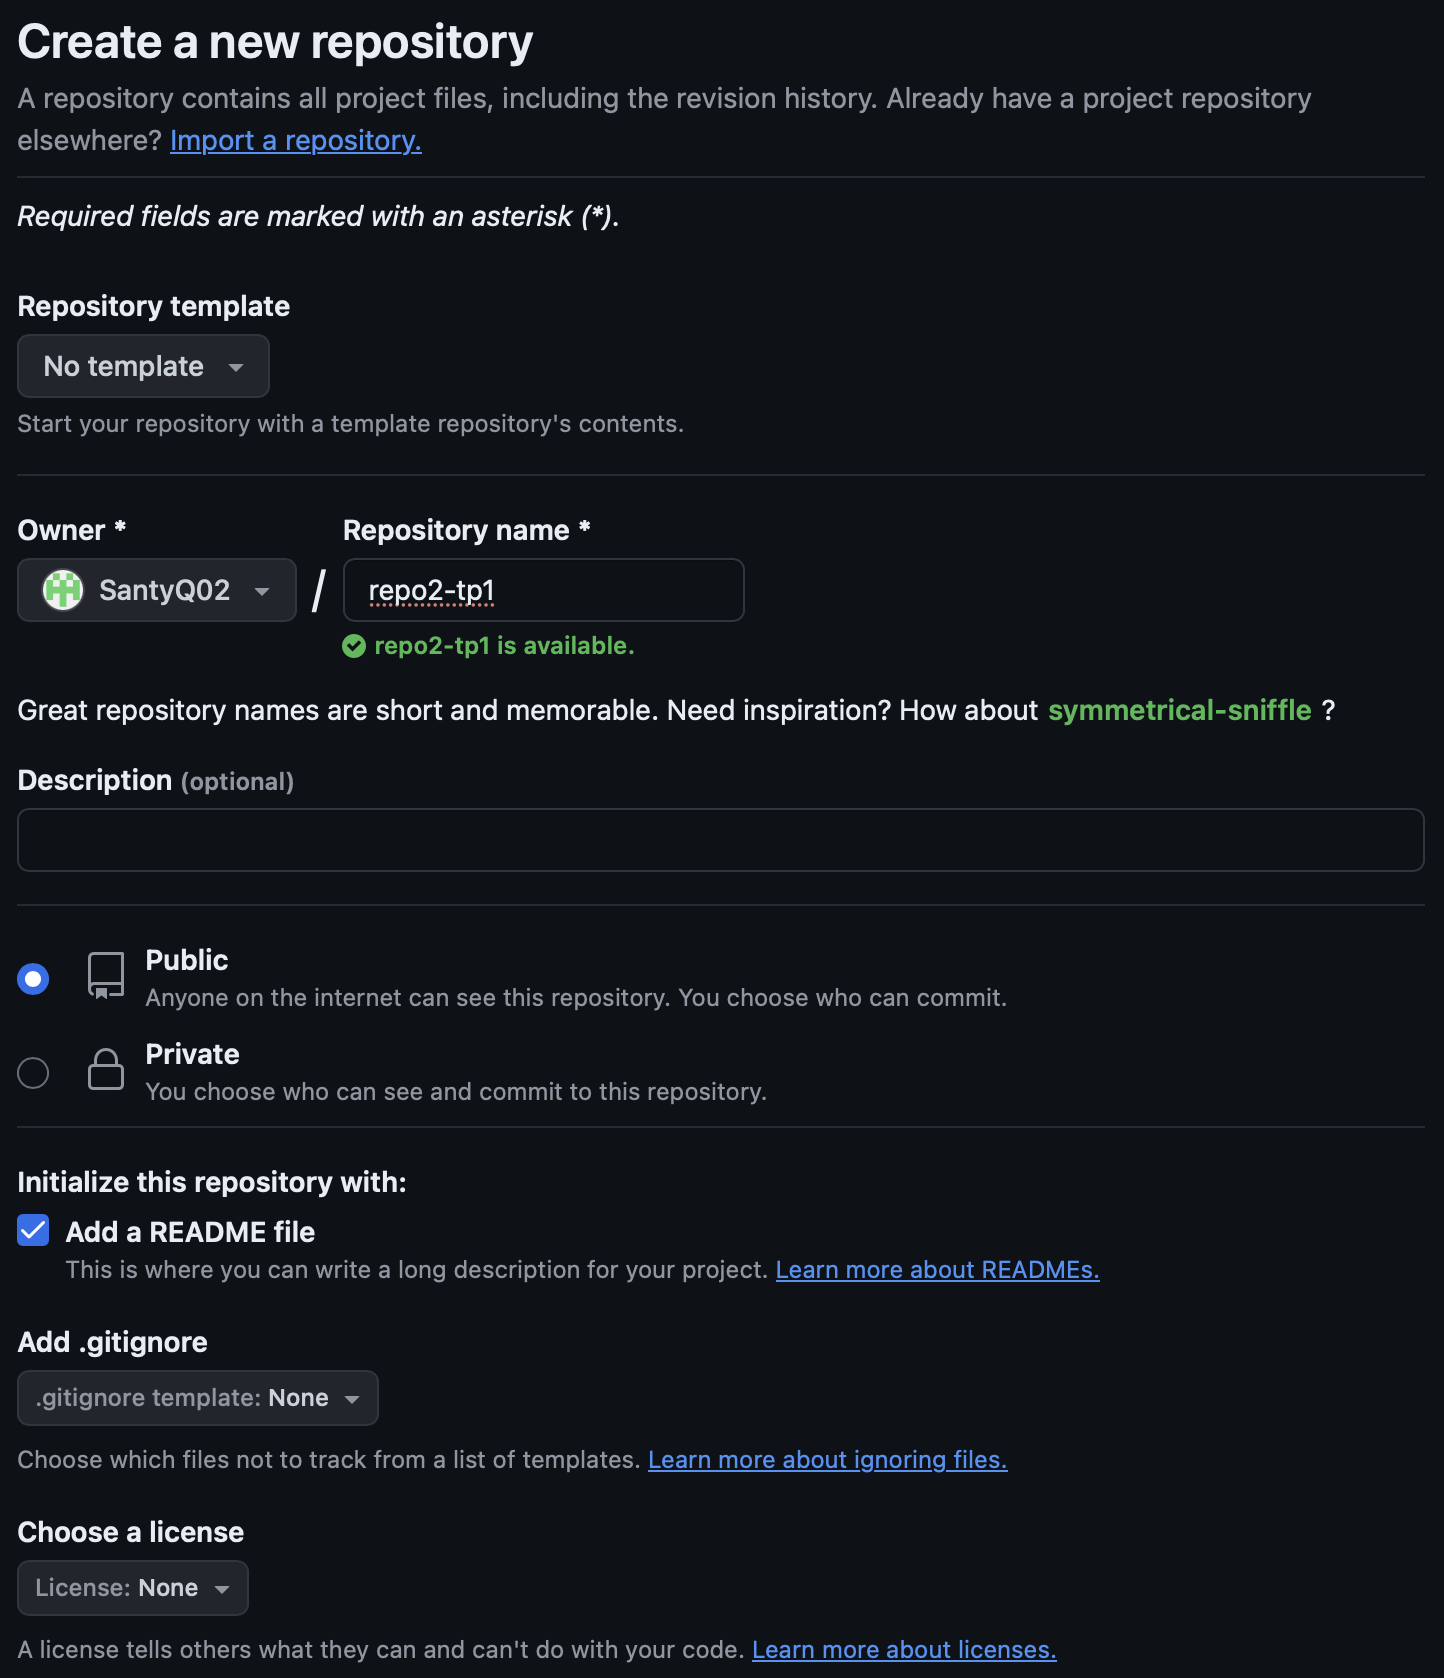 Create a new repository
A repository contains all project files, including the revision history. Already have a project repository
elsewhere? Import a repository.
Required fields are marked with an asterisk (*).
Repository template
No template
Start your repository with a template repository's contents.
Owner *
Repository name *
SantyQ02
/
repo2-tp1
repo2-tp1 is available.
Great repository names are short and memorable. Need inspiration? How about symmetrical-sniffle ?
Description (optional)
Public
Anyone on the internet can see this repository. You choose who can commit.
Private
You choose who can see and commit to this repository.
Initialize this repository with:
Add a README file
This is where you can write a long description for your project. Learn more about READMEs.
Add .gitignore
.gitignore template: None
Choose which files not to track from a list of templates. Learn more about ignoring files.
Choose a license
License: None
A license tells others what they can and can't do with your code. Learn more about licenses.